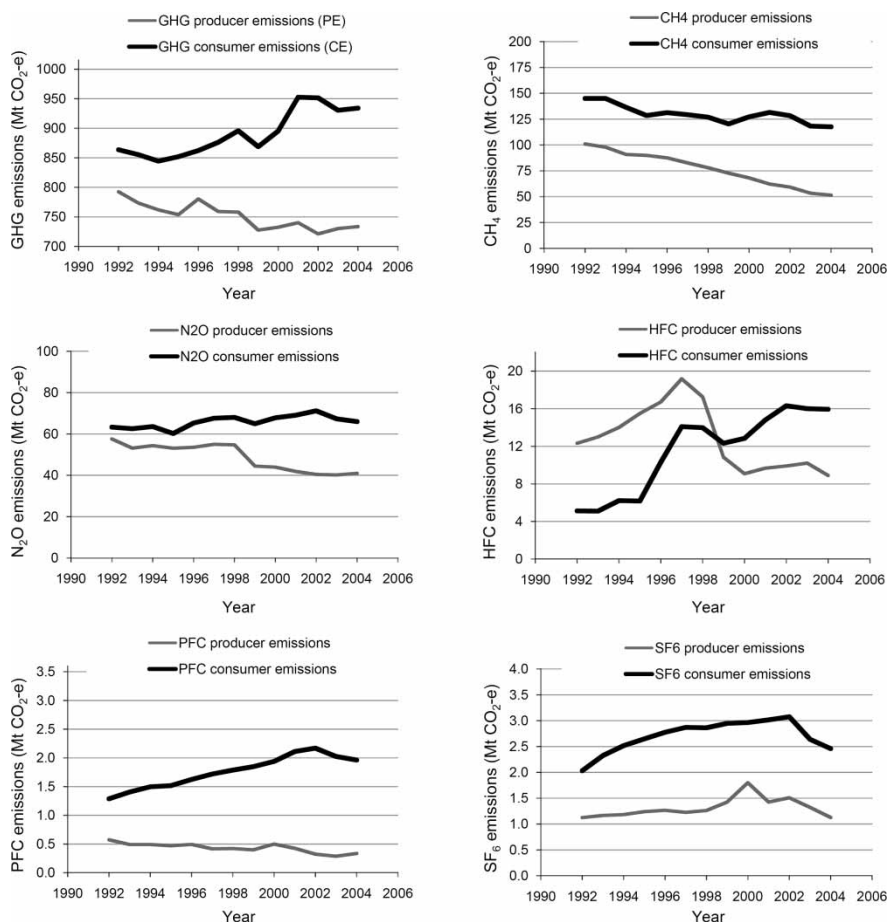 GHG producer emissions (PE)
GHG consumer emissions (CE)
GHG emissions (Mt CO₂-e)
1000
950
900
850
800
750
700
1990 1992 1994 1996 1998 2000 2002 2004 2006
Year
CH4 producer emissions
CH4 consumer emissions
CH₄ emissions (Mt CO₂-e)
200
175
150
125
100
75
50
25
0
1990 1992 1994 1996 1998 2000 2002 2004 2006
Year
N2O producer emissions
N2O consumer emissions
N₂O emissions (Mt CO₂-e)
100
80
60
40
20
0
1990 1992 1994 1996 1998 2000 2002 2004 2006
Year
HFC producer emissions
HFC consumer emissions
HFC emissions (Mt CO₂-e)
20
16
12
8
4
0
1990 1992 1994 1996 1998 2000 2002 2004 2006
Year
PFC producer emissions
PFC consumer emissions
PFC emissions (Mt CO₂-e)
3.5
3.0
2.5
2.0
1.5
1.0
0.5
0.0
1990 1992 1994 1996 1998 2000 2002 2004 2006
Year
SF6 producer emissions
SF6 consumer emissions
SF₆ emissions (Mt CO₂-e)
4.0
3.5
3.0
2.5
2.0
1.5
1.0
0.5
0.0
1990 1992 1994 1996 1998 2000 2002 2004 2006
Year